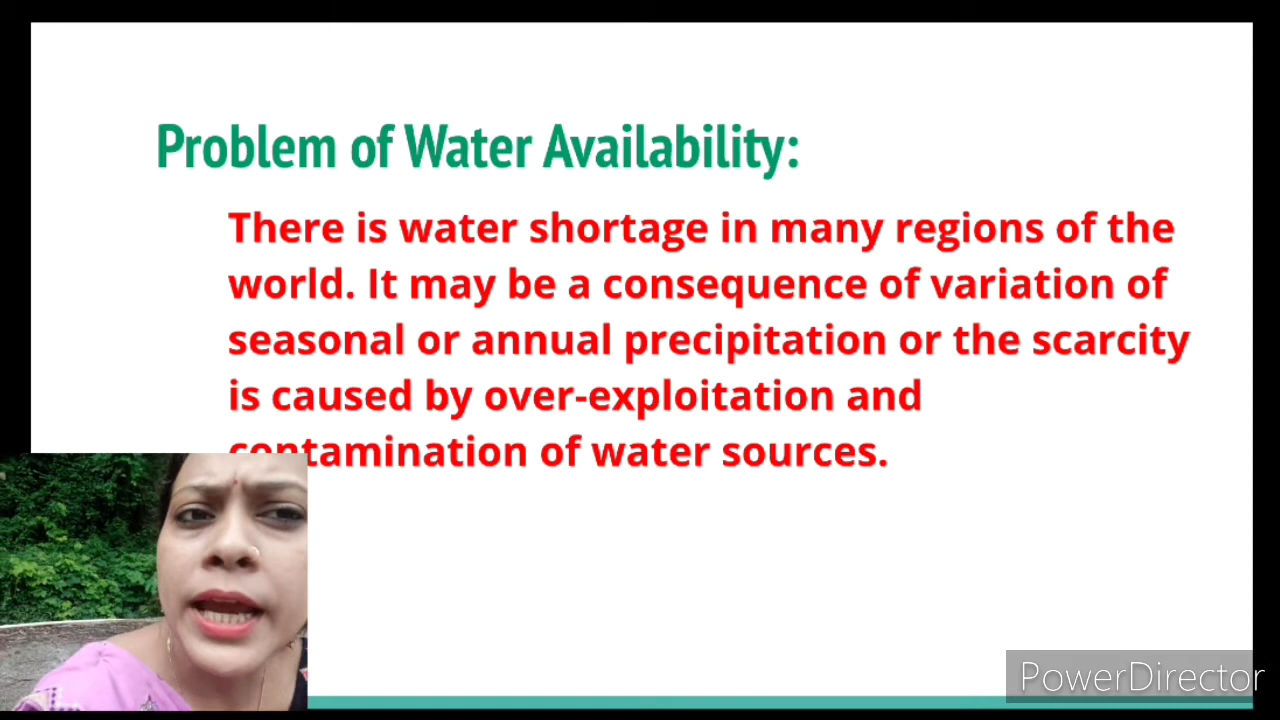 Problem of Water Availability:
There is water shortage in many regions of the
world. It may be a consequence of variation of
seasonal or annual precipitation or the scarcity
is caused by over-exploitation and
contamination of water sources.
PowerDirector